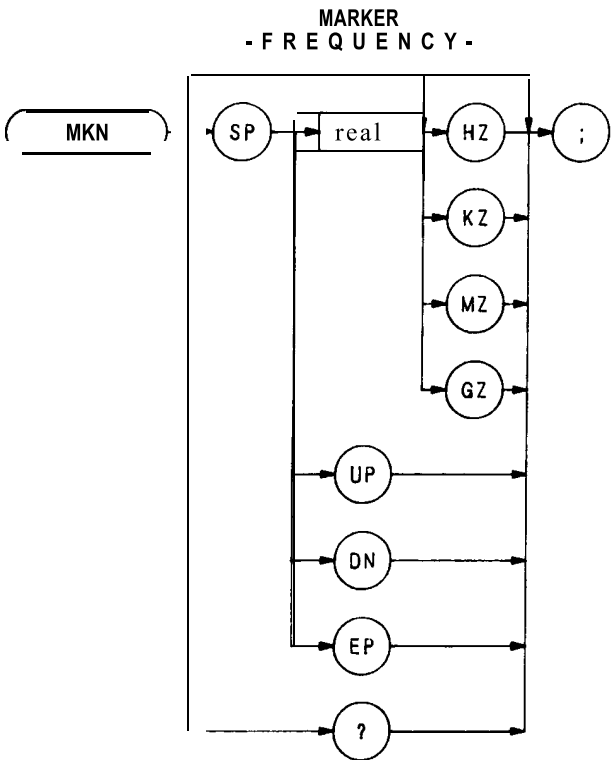 MARKER
-FREQUENCY-
MKN SP real HZ ;
KZ
MZ
GZ
UP
DN
EP
?